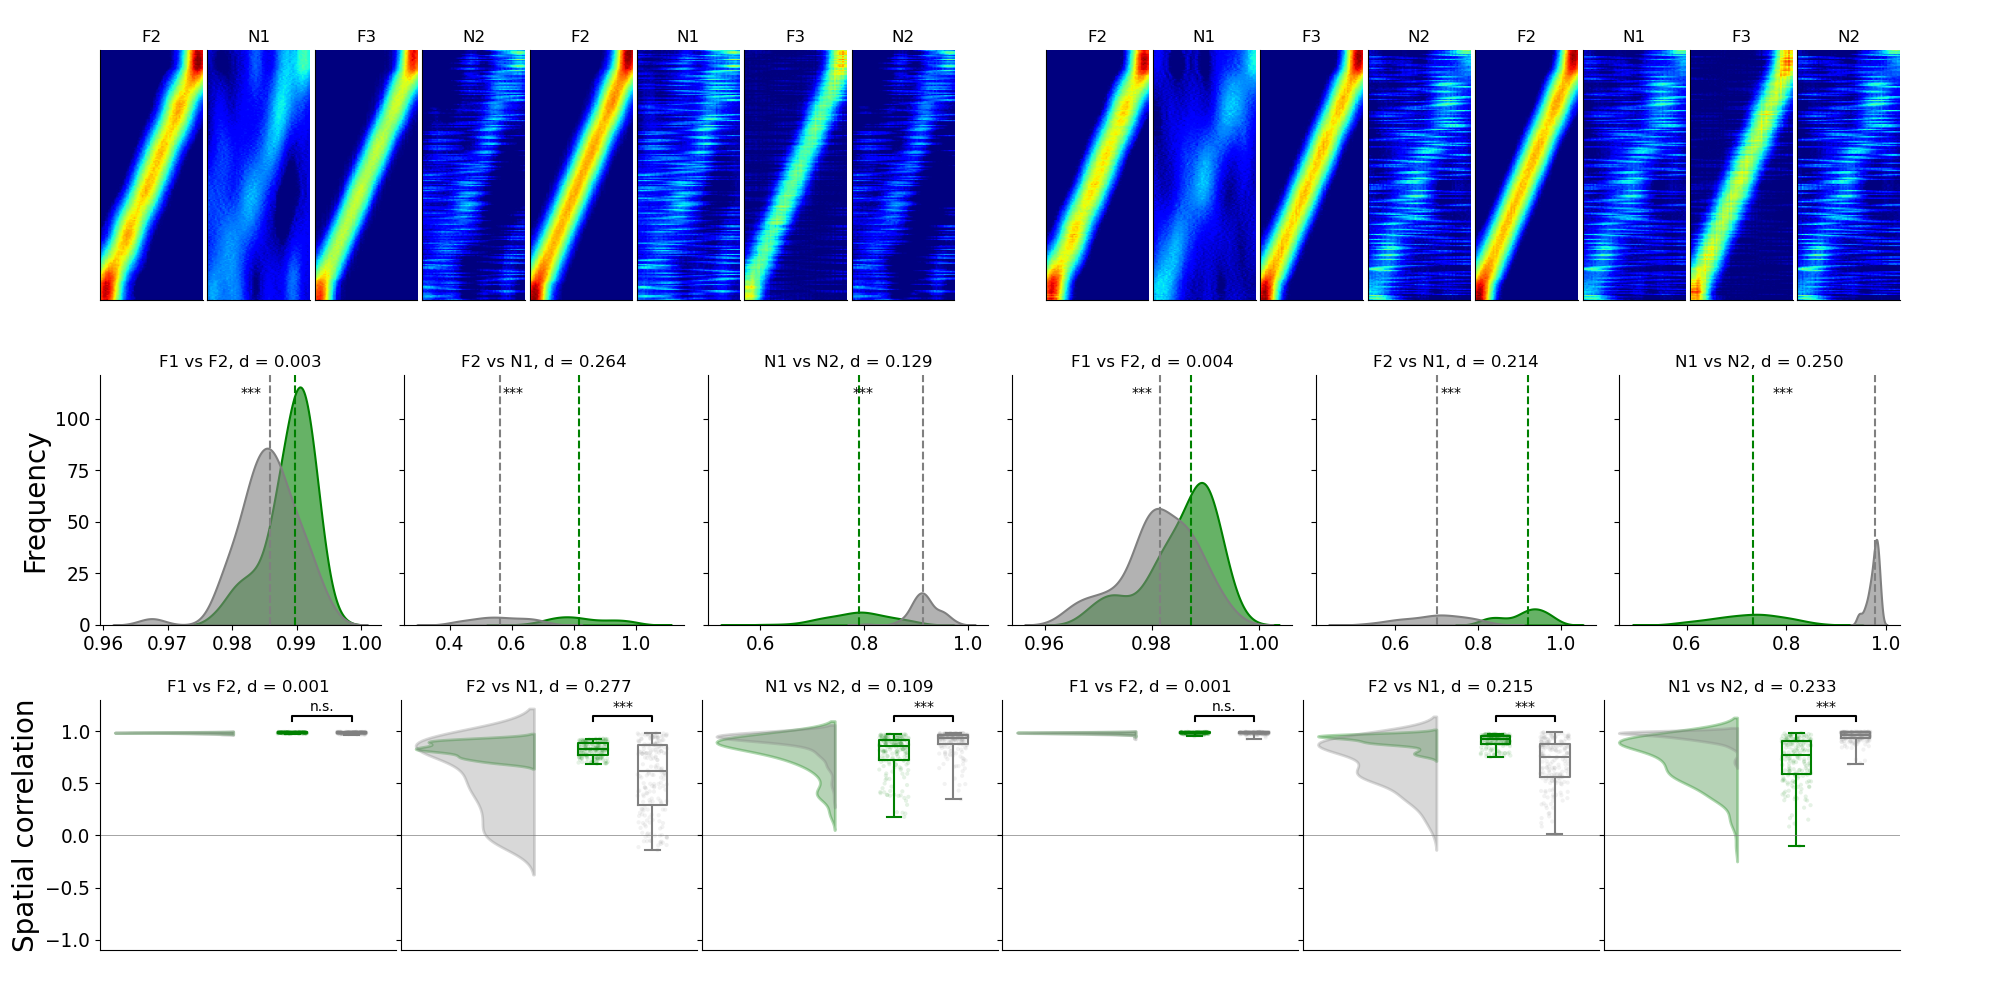 F2 N1 F3 N2 F2 N1 F3 N2 F2 N1 F3 N2 F2 N1 F3 N2
F1 vs F2, d = 0.003 F2 vs N1, d = 0.264 N1 vs N2, d = 0.129 F1 vs F2, d = 0.004 F2 vs N1, d = 0.214 N1 vs N2, d = 0.250
*** *** *** *** *** ***
Frequency
100
75
50
25
0
0.96 0.97 0.98 0.99 1.00 0.4 0.6 0.8 1.0 0.6 0.8 1.0 0.96 0.98 1.00 0.6 0.8 1.0 0.6 0.8 1.0
F1 vs F2, d = 0.001 F2 vs N1, d = 0.277 N1 vs N2, d = 0.109 F1 vs F2, d = 0.001 F2 vs N1, d = 0.215 N1 vs N2, d = 0.233
n.s. *** *** n.s. *** ***
Spatial correlation
1.0
0.5
0.0
−0.5
−1.0